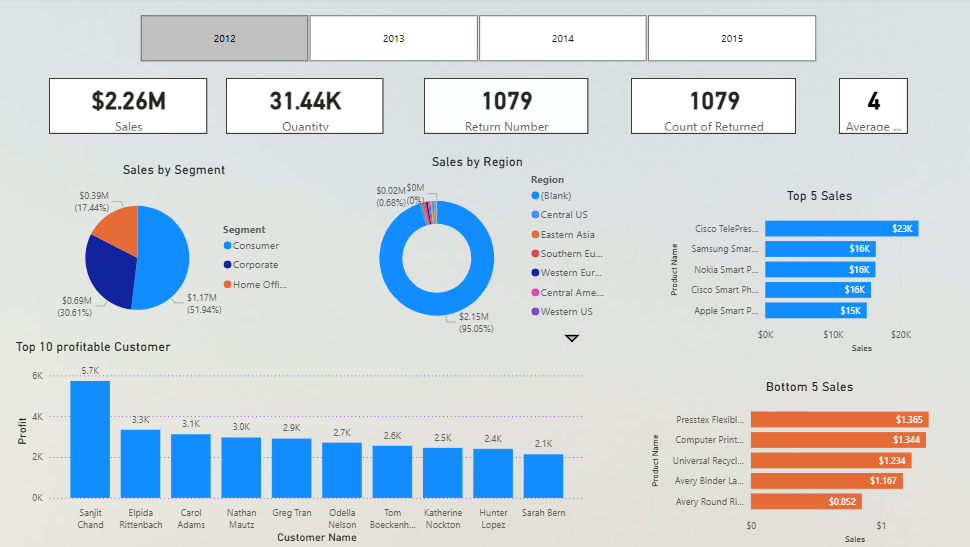 2012
2013
2014
2015
$2.26M
Sales
31.44K
Quantity
1079
Return Number
1079
Count of Returned
4
Average ...
Sales by Segment
$0.39M
(17.44%)
$0.69M
(30.61%)
$1.17M
(51.94%)
Segment
Consumer
Corporate
Home Offi...
Sales by Region
$0.02M
(0.68%)
$0M
(0%)
$2.15M
(95.05%)
Region
(Blank)
Central US
Eastern Asia
Southern Eu...
Western Eur...
Central Ame...
Western US
Top 5 Sales
Product Name
Cisco TelePres...
$23K
Samsung Smar...
$16K
Nokia Smart P...
$16K
Cisco Smart Ph...
$16K
Apple Smart P...
$15K
$0K
$10K
$20K
Sales
Top 10 profitable Customer
Profit
6K
4K
2K
0K
5.7K
3.3K
3.1K
3.0K
2.9K
2.7K
2.6K
2.5K
2.4K
2.1K
Sanjit
Chand
Elpida
Rittenbach
Carol
Adams
Nathan
Mautz
Greg Tran
Odella
Nelson
Tom
Boeckenh...
Katherine
Nockton
Hunter
Lopez
Sarah Bern
Customer Name
Bottom 5 Sales
Product Name
Presstex Flexibl...
$1.365
Computer Print...
$1.344
Universal Recycl...
$1.234
Avery Binder La...
$1.167
Avery Round Ri...
$0.852
$0
$1
Sales